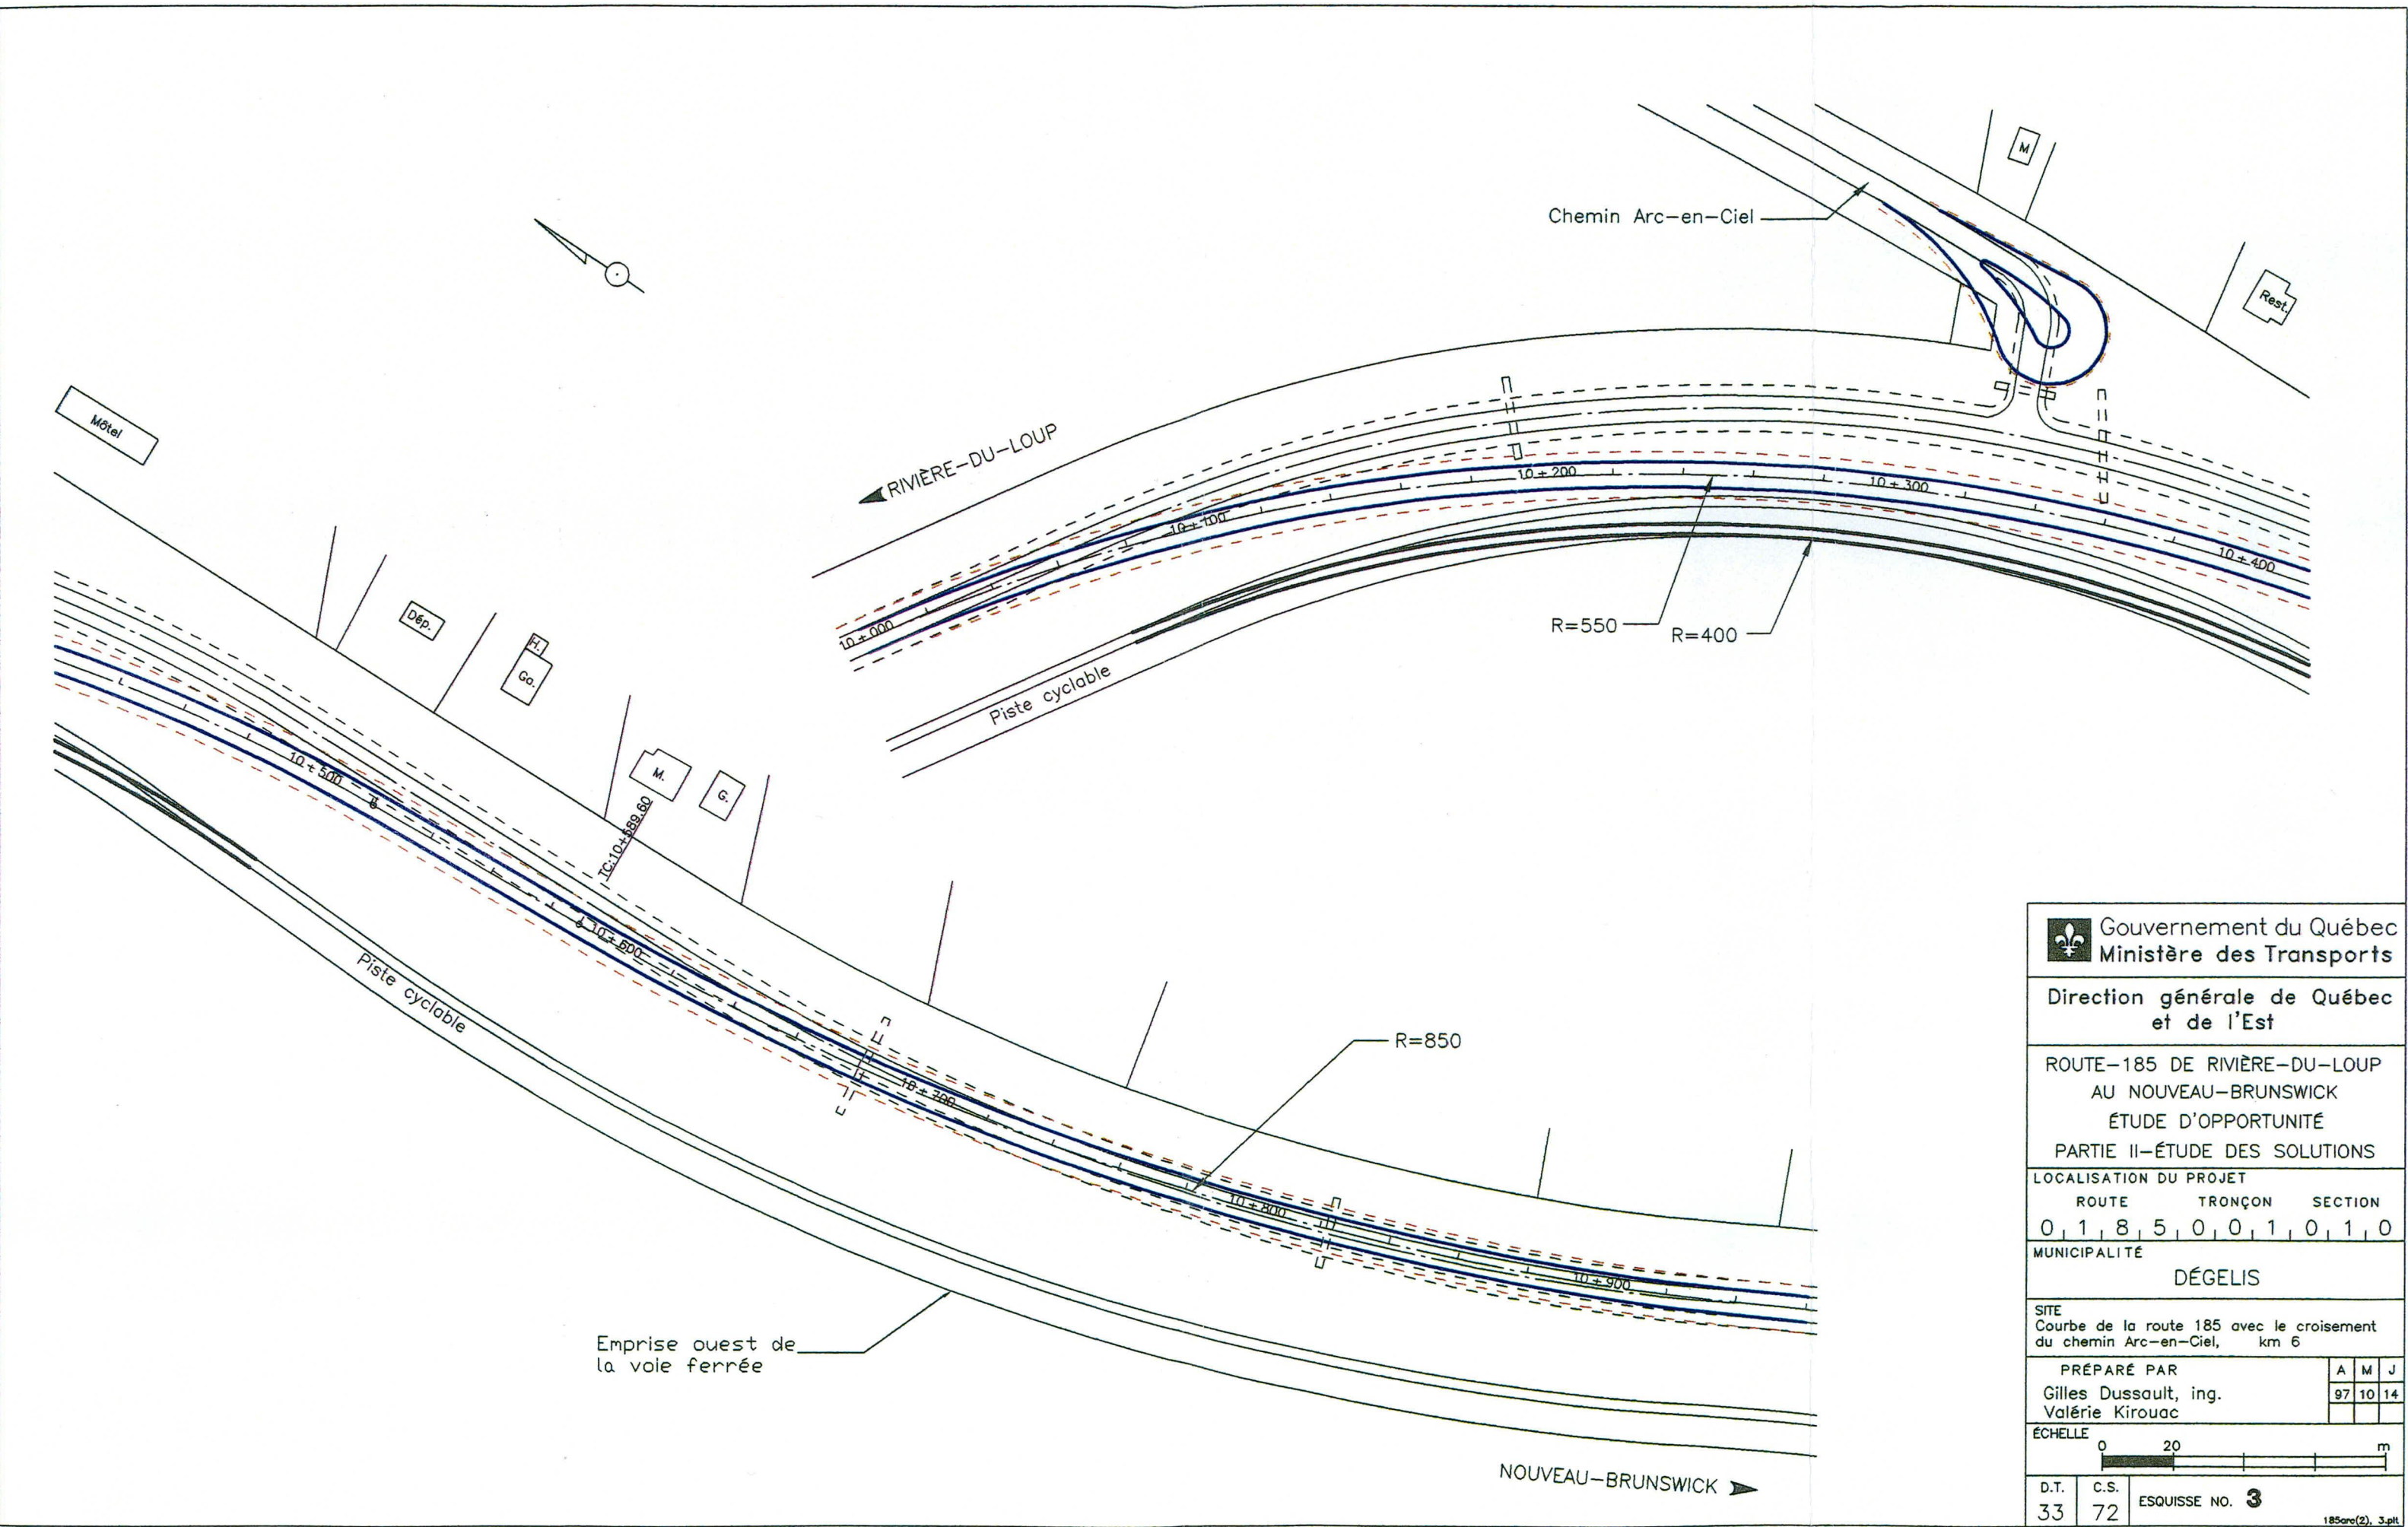 Chemin Arc-en-Ciel
M
Rest.
Môtel
RIVIÈRE-DU-LOUP
10+000
10+100
10+200
10+300
10+400
R=550
R=400
Piste cyclable
Dép.
H.
Ga.
M.
G.
TC:10+589.60
10+500
10+600
10+700
10+800
10+900
Piste cyclable
R=850
Emprise ouest de
la voie ferrée
NOUVEAU-BRUNSWICK
Gouvernement du Québec
Ministère des Transports
Direction générale de Québec
et de l'Est
ROUTE-185 DE RIVIÈRE-DU-LOUP
AU NOUVEAU-BRUNSWICK
ÉTUDE D'OPPORTUNITÉ
PARTIE II-ÉTUDE DES SOLUTIONS
LOCALISATION DU PROJET
ROUTE TRONÇON SECTION
0 1 8 5 0 0 1 0 1 0
MUNICIPALITÉ
DÉGELIS
SITE
Courbe de la route 185 avec le croisement
du chemin Arc-en-Ciel, km 6
PRÉPARÉ PAR
A M J
Gilles Dussault, ing.
97 10 14
Valérie Kirouac
ÉCHELLE
0 20 m
D.T. C.S.
33 72
ESQUISSE NO. 3
185arc(2), 3.plt